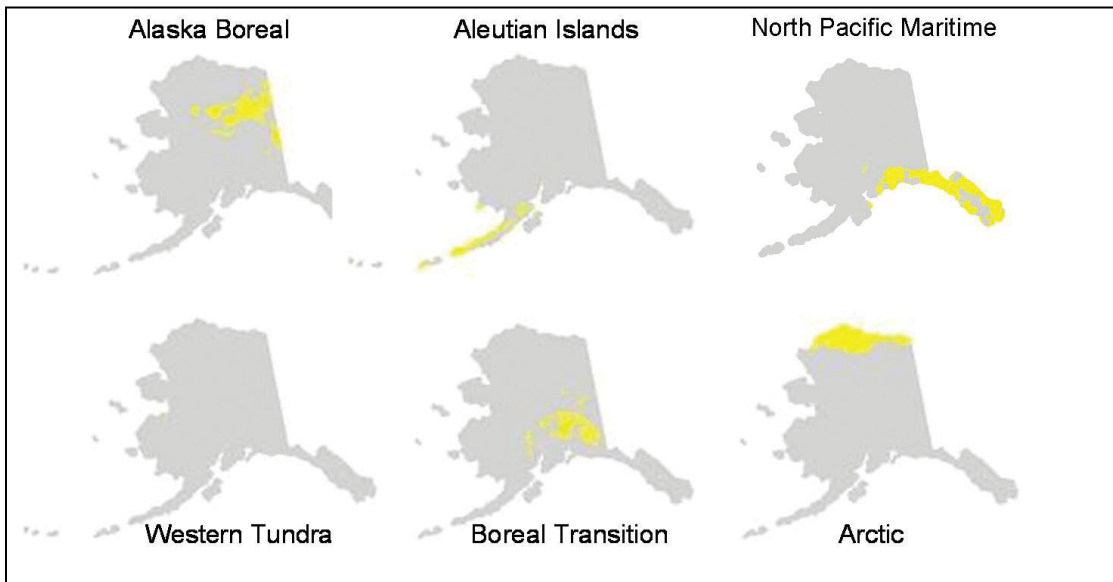 Alaska Boreal
Aleutian Islands
North Pacific Maritime
Western Tundra
Boreal Transition
Arctic